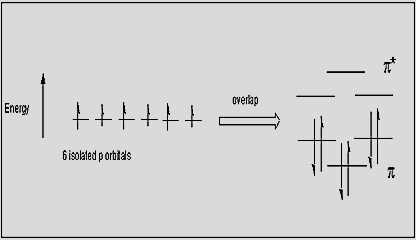 π*
overlap
Energy
6 isolated p orbitals
π